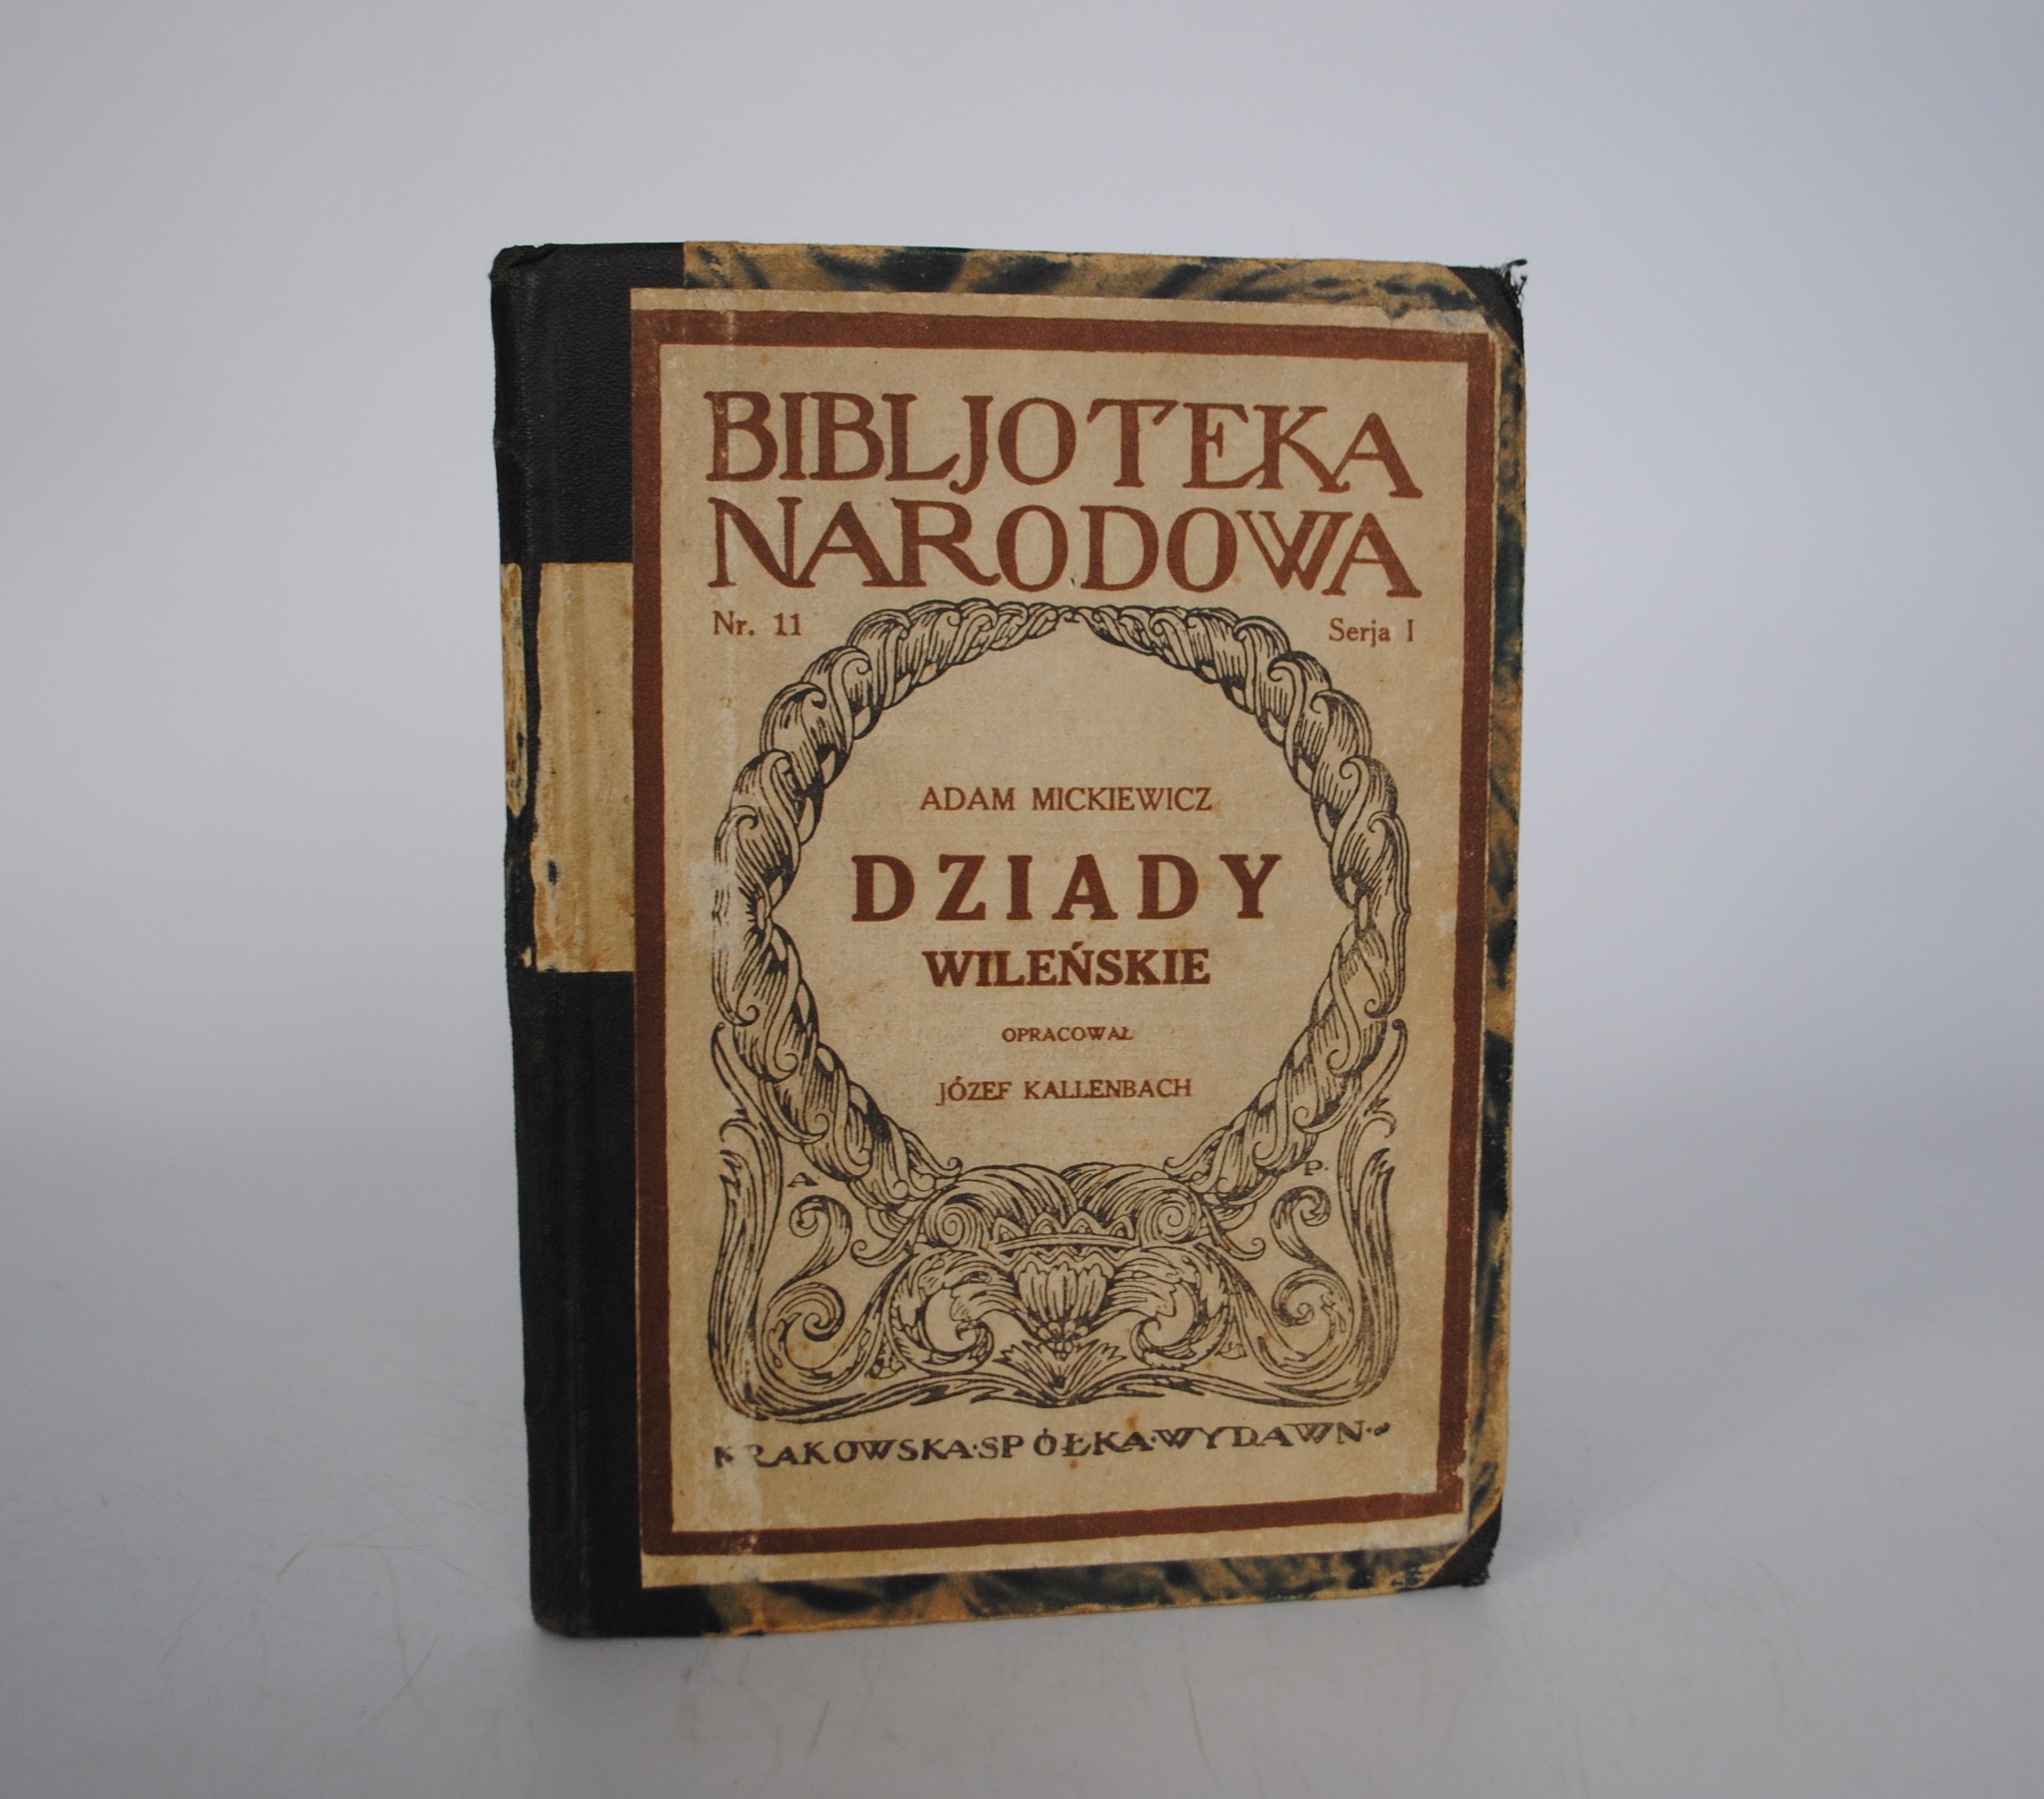 BIBLJOTEKA
NARODOWA
Nr. 11 Serja I
ADAM MICKIEWICZ
DZIADY
WILEŃSKIE
OPRACOWAŁ
JÓZEF KALLENBACH
A P.
KRAKOWSKA·SPÓŁKA·WYDAWN·